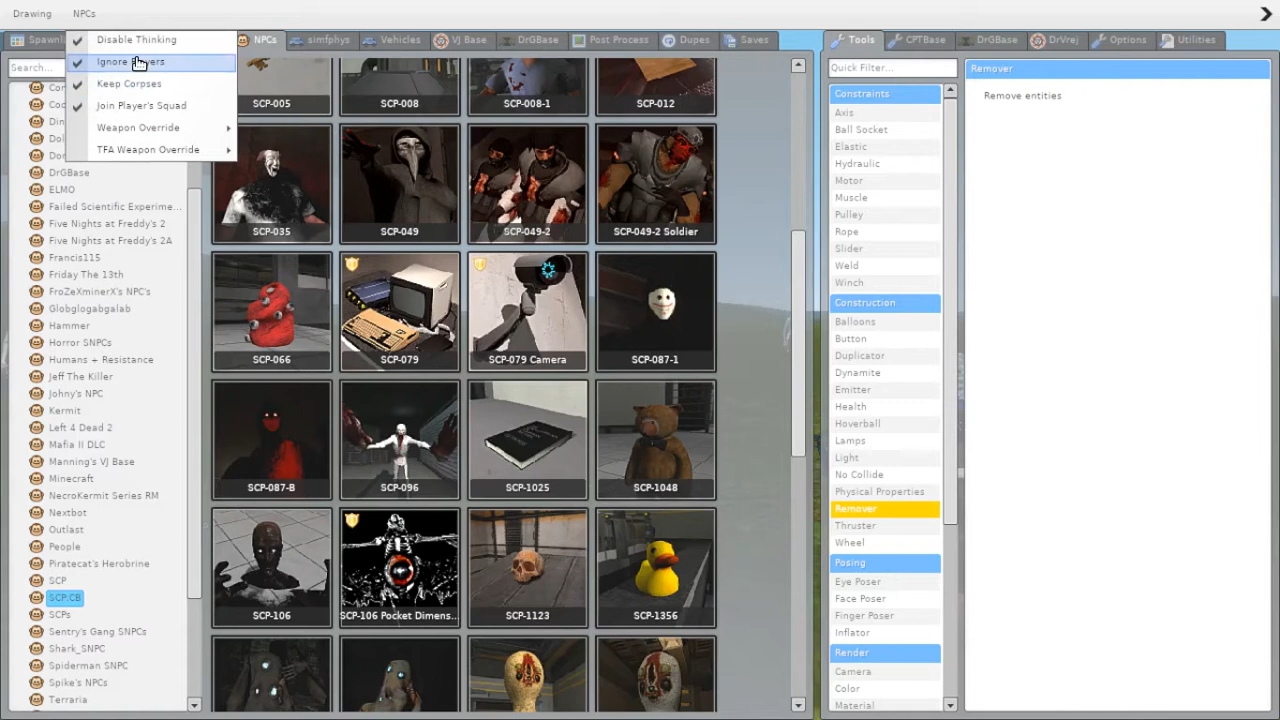 Drawing NPCs
Disable Thinking
Ignore Players
Keep Corpses
Join Player's Squad
Weapon Override
TFA Weapon Override
NPCs simfphys Vehicles VJ Base DrGBase Post Process Dupes Saves
Search...
DrGBase
ELMO
Failed Scientific Experime...
Five Nights at Freddy's 2
Five Nights at Freddy's 2A
Francis115
Friday The 13th
FroZeXminerX's NPC's
Globglogabgalab
Hammer
Horror SNPCs
Humans + Resistance
Jeff The Killer
Johny's NPC
Kermit
Left 4 Dead 2
Mafia II DLC
Manning's VJ Base
Minecraft
NecroKermit Series RM
Nextbot
Outlast
People
Piratecat's Herobrine
SCP
SCP:CB
SCPs
Sentry's Gang SNPCs
Shark_SNPC
Spiderman SNPC
Spike's NPCs
Terraria
SCP-005 SCP-008 SCP-008-1 SCP-012
SCP-035 SCP-049 SCP-049-2 SCP-049-2 Soldier
SCP-066 SCP-079 SCP-079 Camera SCP-087-1
SCP-087-B SCP-096 SCP-1025 SCP-1048
SCP-106 SCP-106 Pocket Dimens... SCP-1123 SCP-1356
Tools CPTBase DrGBase DrVrej Options Utilities
Quick Filter...
Constraints
Axis
Ball Socket
Elastic
Hydraulic
Motor
Muscle
Pulley
Rope
Slider
Weld
Winch
Construction
Balloons
Button
Duplicator
Dynamite
Emitter
Health
Hoverball
Lamps
Light
No Collide
Physical Properties
Remover
Thruster
Wheel
Posing
Eye Poser
Face Poser
Finger Poser
Inflator
Render
Camera
Color
Material
Remover
Remove entities